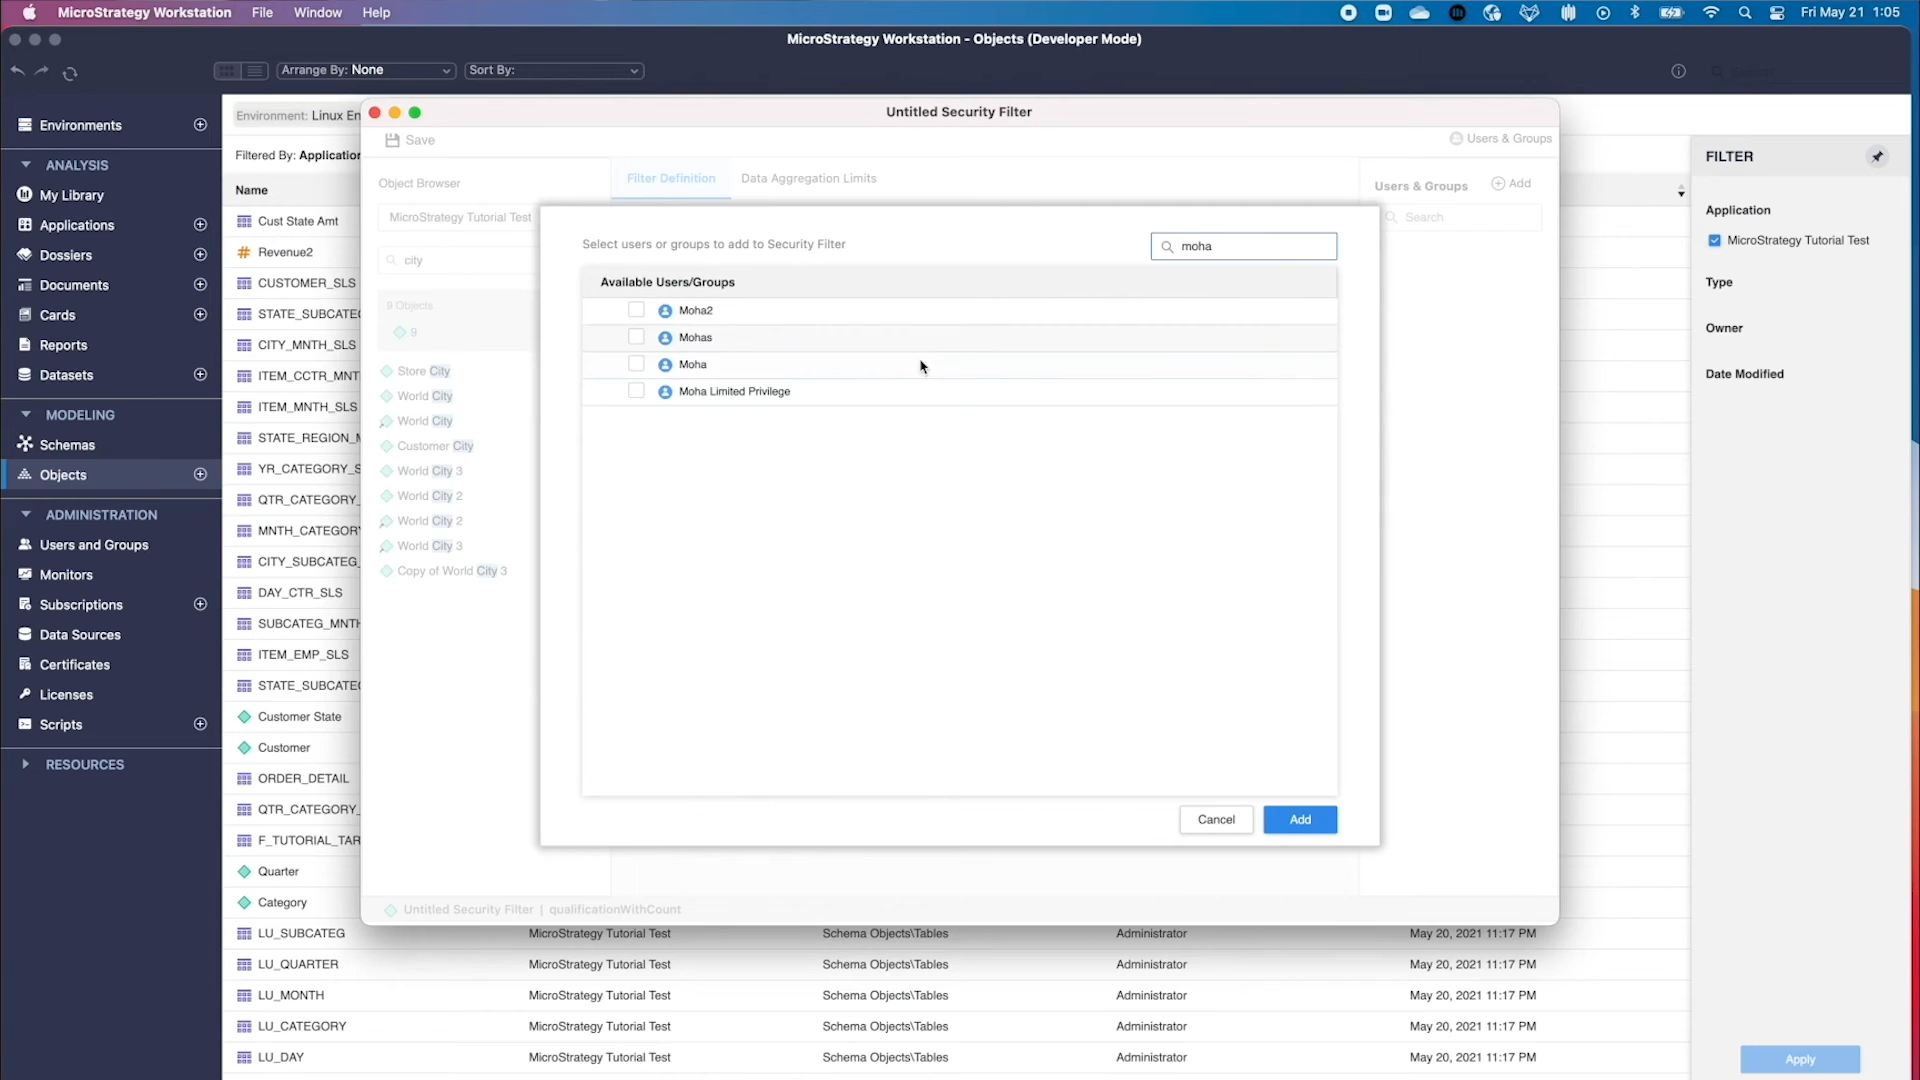 MicroStrategy Workstation File Window Help
Fri May 21 1:05
MicroStrategy Workstation - Objects (Developer Mode)
Arrange By: None
Sort By:
Environments
ANALYSIS
My Library
Applications
Dossiers
Documents
Cards
Reports
Datasets
MODELING
Schemas
Objects
ADMINISTRATION
Users and Groups
Monitors
Subscriptions
Data Sources
Certificates
Licenses
Scripts
RESOURCES
Environment: Linux En
Filtered By: Application
Name
Cust State Amt
Revenue2
CUSTOMER_SLS
STATE_SUBCATEG
CITY_MNTH_SLS
ITEM_CCTR_MNT
ITEM_MNTH_SLS
STATE_REGION_M
YR_CATEGORY_S
QTR_CATEGORY_
MNTH_CATEGORY
CITY_SUBCATEG_
DAY_CTR_SLS
SUBCATEG_MNTH
ITEM_EMP_SLS
STATE_SUBCATEG
Customer State
Customer
ORDER_DETAIL
QTR_CATEGORY_
F_TUTORIAL_TAR
Quarter
Category
LU_SUBCATEG MicroStrategy Tutorial Test Schema Objects\Tables Administrator May 20, 2021 11:17 PM
LU_QUARTER MicroStrategy Tutorial Test Schema Objects\Tables Administrator May 20, 2021 11:17 PM
LU_MONTH MicroStrategy Tutorial Test Schema Objects\Tables Administrator May 20, 2021 11:17 PM
LU_CATEGORY MicroStrategy Tutorial Test Schema Objects\Tables Administrator May 20, 2021 11:17 PM
LU_DAY MicroStrategy Tutorial Test Schema Objects\Tables Administrator May 20, 2021 11:17 PM
Untitled Security Filter
Save
Users & Groups
Object Browser
MicroStrategy Tutorial Test
city
9 Objects
9
Store City
World City
World City
Customer City
World City 3
World City 2
World City 2
World City 3
Copy of World City 3
Filter Definition
Data Aggregation Limits
Users & Groups
Add
Search
Select users or groups to add to Security Filter
moha
Available Users/Groups
Moha2
Mohas
Moha
Moha Limited Privilege
Cancel
Add
Untitled Security Filter | qualificationWithCount
FILTER
Application
MicroStrategy Tutorial Test
Type
Owner
Date Modified
Apply